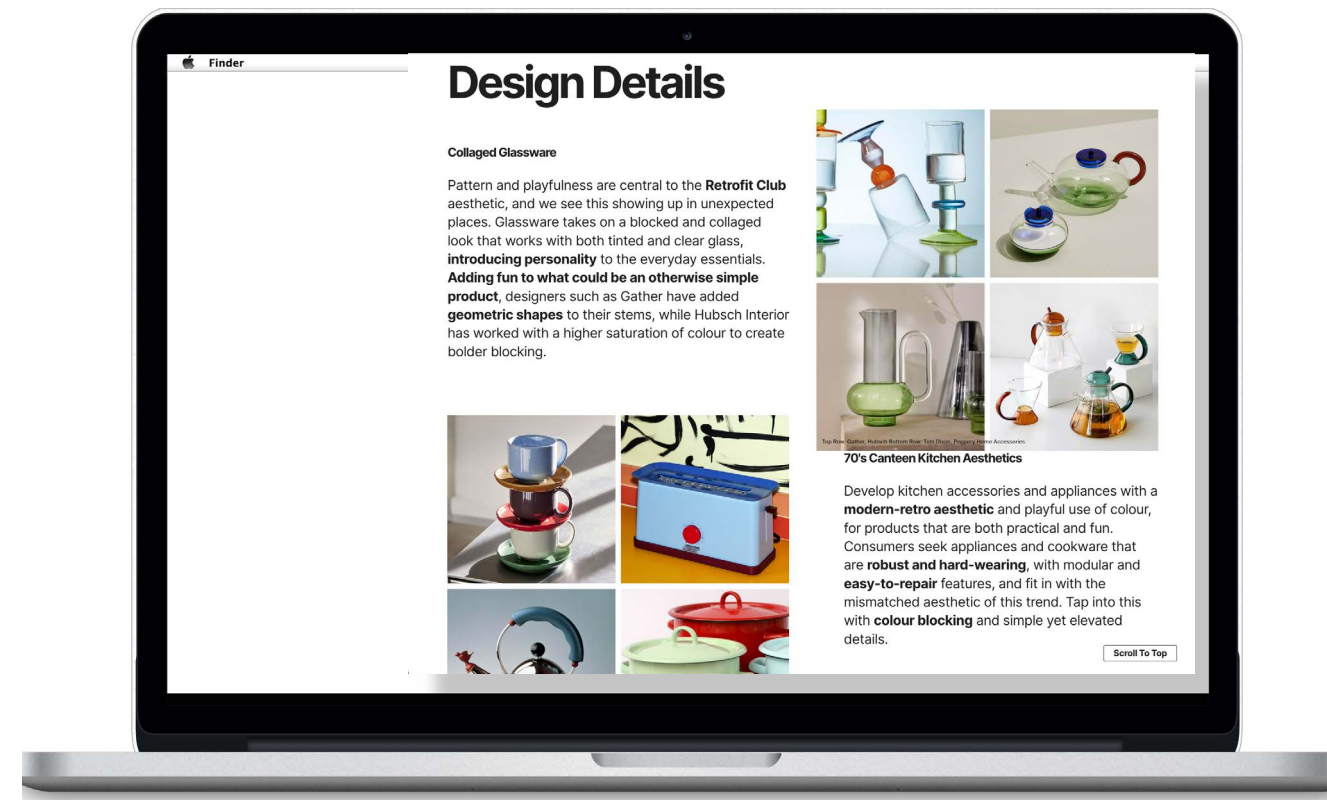 Finder
Design Details
Collaged Glassware
Pattern and playfulness are central to the Retrofit Club
aesthetic, and we see this showing up in unexpected
places. Glassware takes on a blocked and collaged
look that works with both tinted and clear glass,
introducing personality to the everyday essentials.
Adding fun to what could be an otherwise simple
product, designers such as Gather have added
geometric shapes to their stems, while Hubsch Interior
has worked with a higher saturation of colour to create
bolder blocking.
Top Row: Gather, Hubsch Bottom Row: Tom Dixon, Peppery Home Accessories
70's Canteen Kitchen Aesthetics
Develop kitchen accessories and appliances with a
modern-retro aesthetic and playful use of colour,
for products that are both practical and fun.
Consumers seek appliances and cookware that
are robust and hard-wearing, with modular and
easy-to-repair features, and fit in with the
mismatched aesthetic of this trend. Tap into this
with colour blocking and simple yet elevated
details.
Scroll To Top